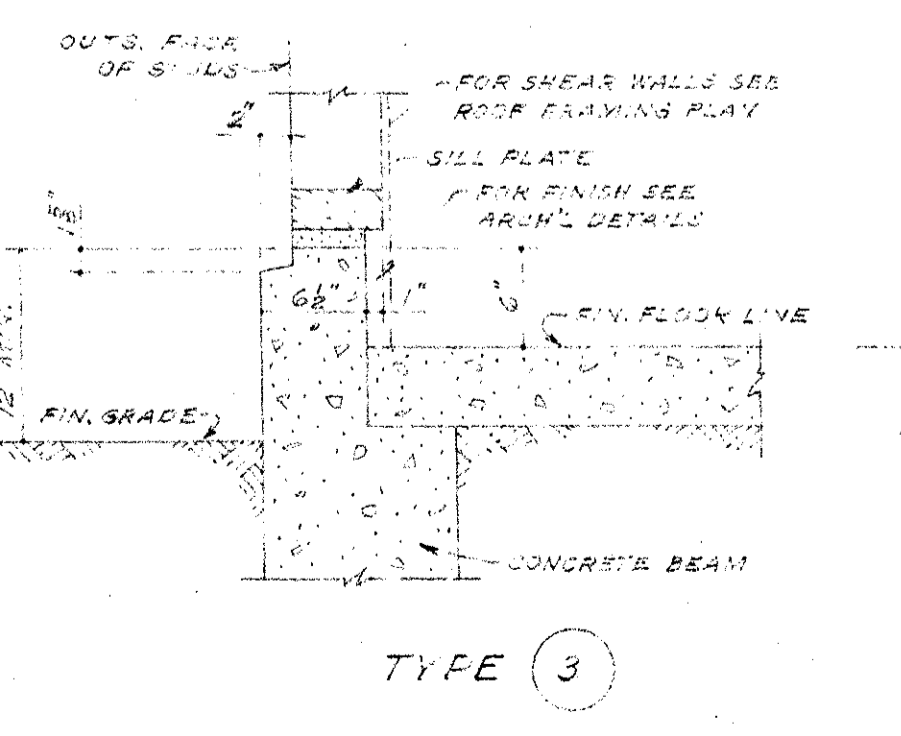 OUTS. FACE
OF STUDS
FOR SHEAR WALLS SEE
ROOF FRAMING PLAN
2"
SILL PLATE
FOR FINISH SEE
ARCH'L DETAILS
6½"
1"
6"
FIN. FLOOR LINE
12
FIN. GRADE
CONCRETE BEAM
TYPE 3